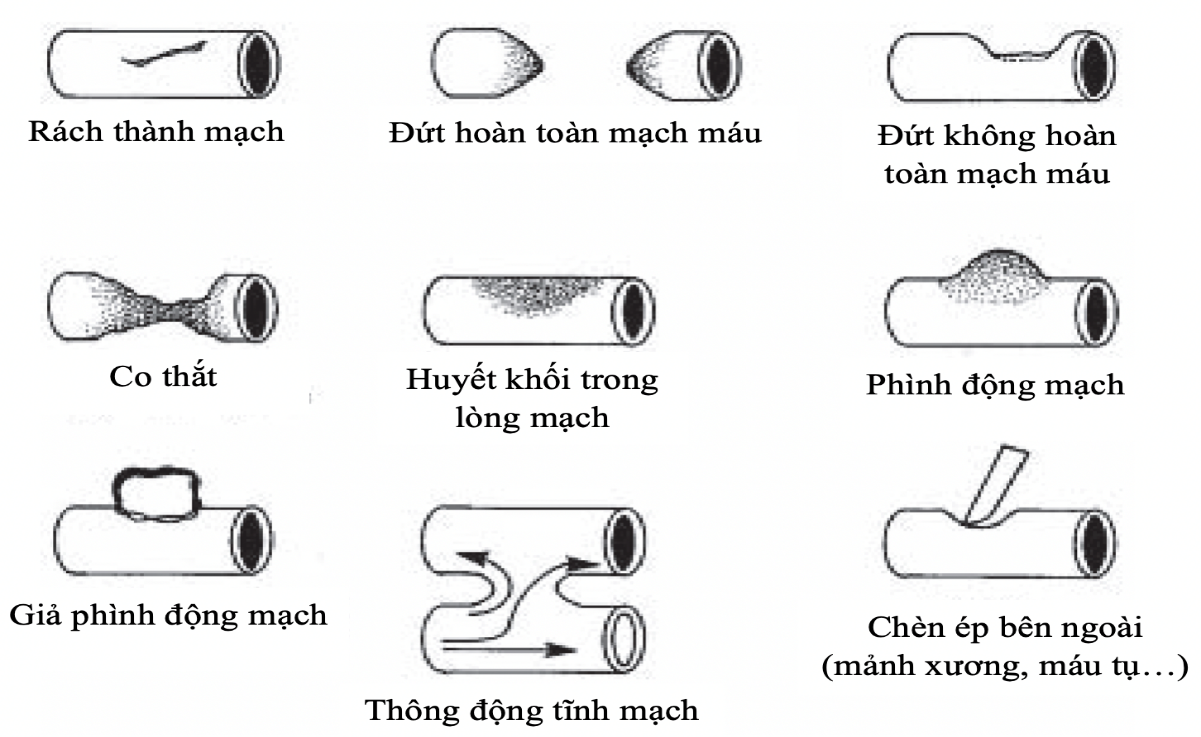 Rách thành mạch
Đứt hoàn toàn mạch máu
Đứt không hoàn
toàn mạch máu
Co thắt
Huyết khối trong
lòng mạch
Phình động mạch
Giả phình động mạch
Thông động tĩnh mạch
Chèn ép bên ngoài
(mảnh xương, máu tụ...)